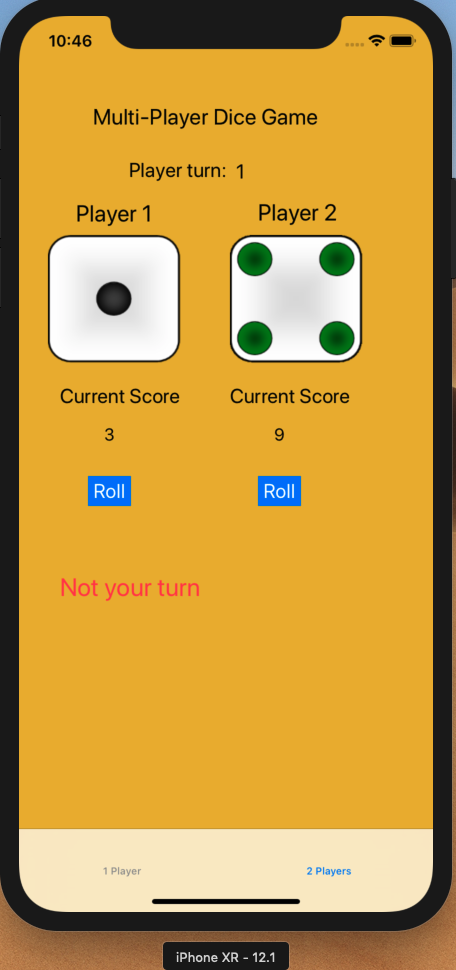 10:46
Multi-Player Dice Game
Player turn: 1
Player 1 Player 2
Current Score Current Score
3 9
Roll Roll
Not your turn
1 Player 2 Players
iPhone XR - 12.1